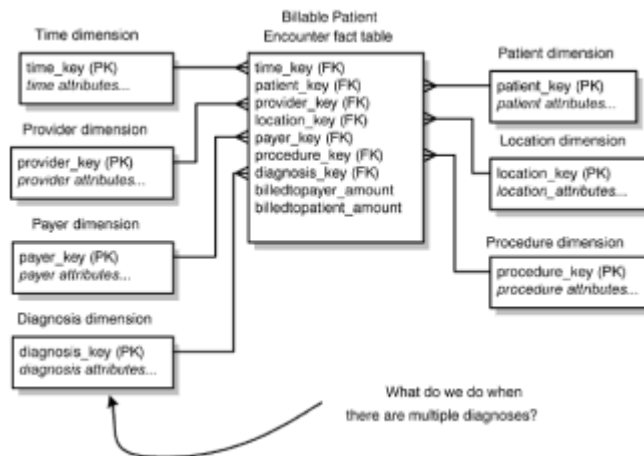 Billable Patient
Encounter fact table
Time dimension
time_key (PK)
time attributes...
Provider dimension
provider_key (PK)
provider attributes...
Payer dimension
payer_key (PK)
payer attributes...
Diagnosis dimension
diagnosis_key (PK)
diagnosis attributes...
time_key (FK)
patient_key (FK)
provider_key (FK)
location_key (FK)
payer_key (FK)
procedure_key (FK)
diagnosis_key (FK)
billedtopayer_amount
billedtopatient_amount
Patient dimension
patient_key (PK)
patient attributes...
Location dimension
location_key (PK)
location_attributes...
Procedure dimension
procedure_key (PK)
procedure attributes...
What do we do when
there are multiple diagnoses?